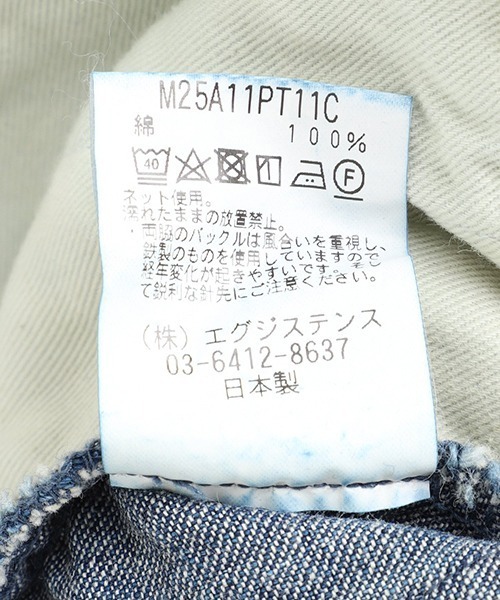 M25A11PT11C
綿 100%
40 F
ネット使用。
濡れたままの放置禁止。
・両脇のバックルは風合いを重視し、
鉄製のものを使用していますので
経年変化が起きやすいです。
て鋭利な針先にご注意ください。
(株) エグジステンス
03-6412-8637
日本製